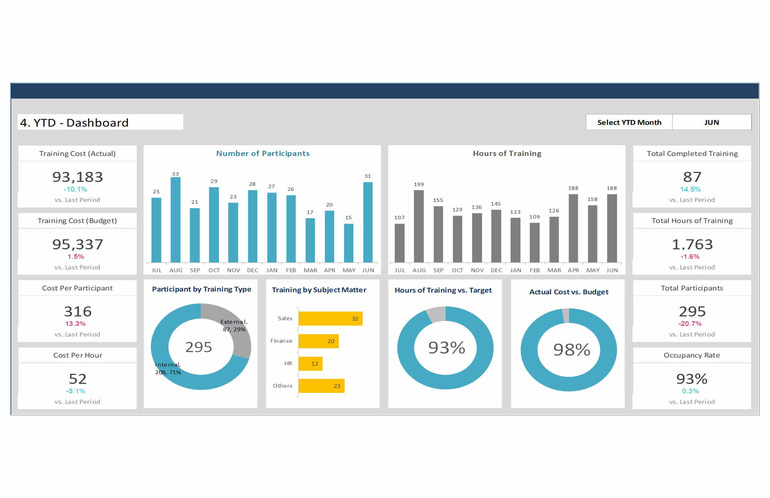 4. YTD - Dashboard
Select YTD Month
JUN
Training Cost (Actual)
93,183
-10.1%
vs. Last Period
Training Cost (Budget)
95,337
1.5%
vs. Last Period
Cost Per Participant
316
13.3%
vs. Last Period
Cost Per Hour
52
-5.1%
vs. Last Period
Number of Participants
25 33 21 29 23 28 27 26 17 20 15 31
JUL AUG SEP OCT NOV DEC JAN FEB MAR APR MAY JUN
Hours of Training
107 199 155 129 136 145 123 109 126 188 158 188
JUL AUG SEP OCT NOV DEC JAN FEB MAR APR MAY JUN
Participant by Training Type
External,
87, 29%
295
Internal,
208, 71%
Training by Subject Matter
Sales 32
Finance 20
HR 12
Others 23
Hours of Training vs. Target
93%
Actual Cost vs. Budget
98%
Total Completed Training
87
14.5%
vs. Last Period
Total Hours of Training
1.763
-1.6%
vs. Last Period
Total Participants
295
-20.7%
vs. Last Period
Occupancy Rate
93%
0.3%
vs. Last Period